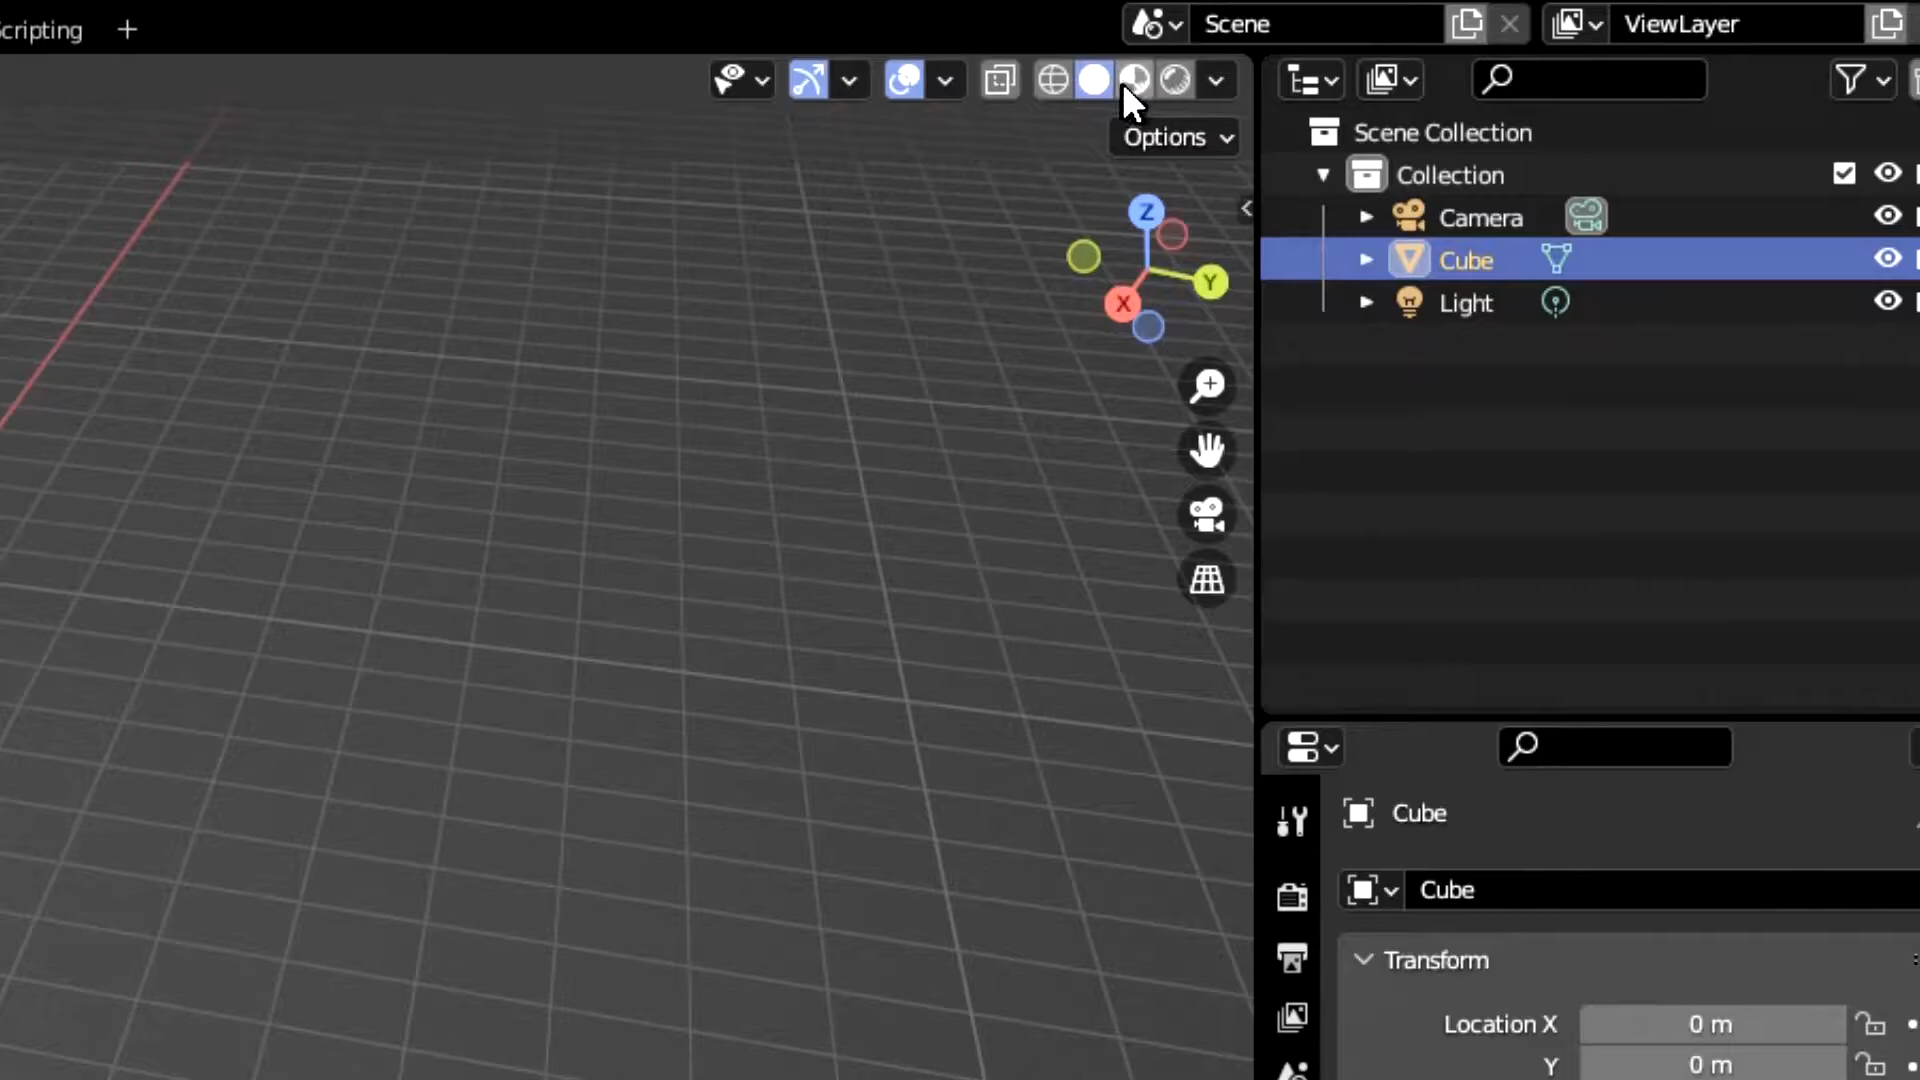 cripting +
Scene
ViewLayer
Options
Z
Y
X
Scene Collection
Collection
Camera
Cube
Light
Cube
Cube
Transform
Location X 0 m
Y 0 m